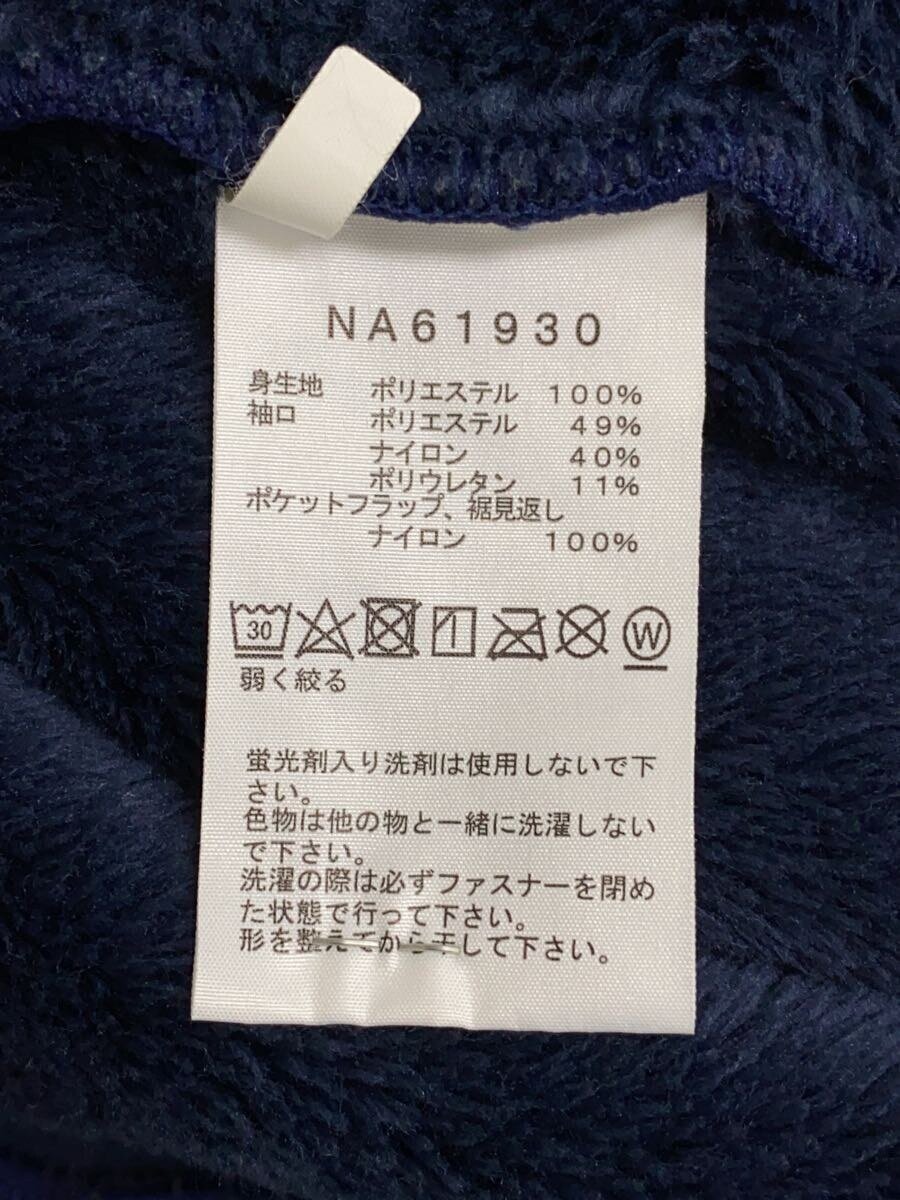 NA61930
身生地 ポリエステル 100%
袖口 ポリエステル 49%
ナイロン 40%
ポリウレタン 11%
ポケットフラップ、裾見返し
ナイロン 100%
30 W
弱く絞る
蛍光剤入り洗剤は使用しないで下
さい。
色物は他の物と一緒に洗濯しない
で下さい。
洗濯の際は必ずファスナーを閉め
た状態で行って下さい。
形を整えてから干して下さい。